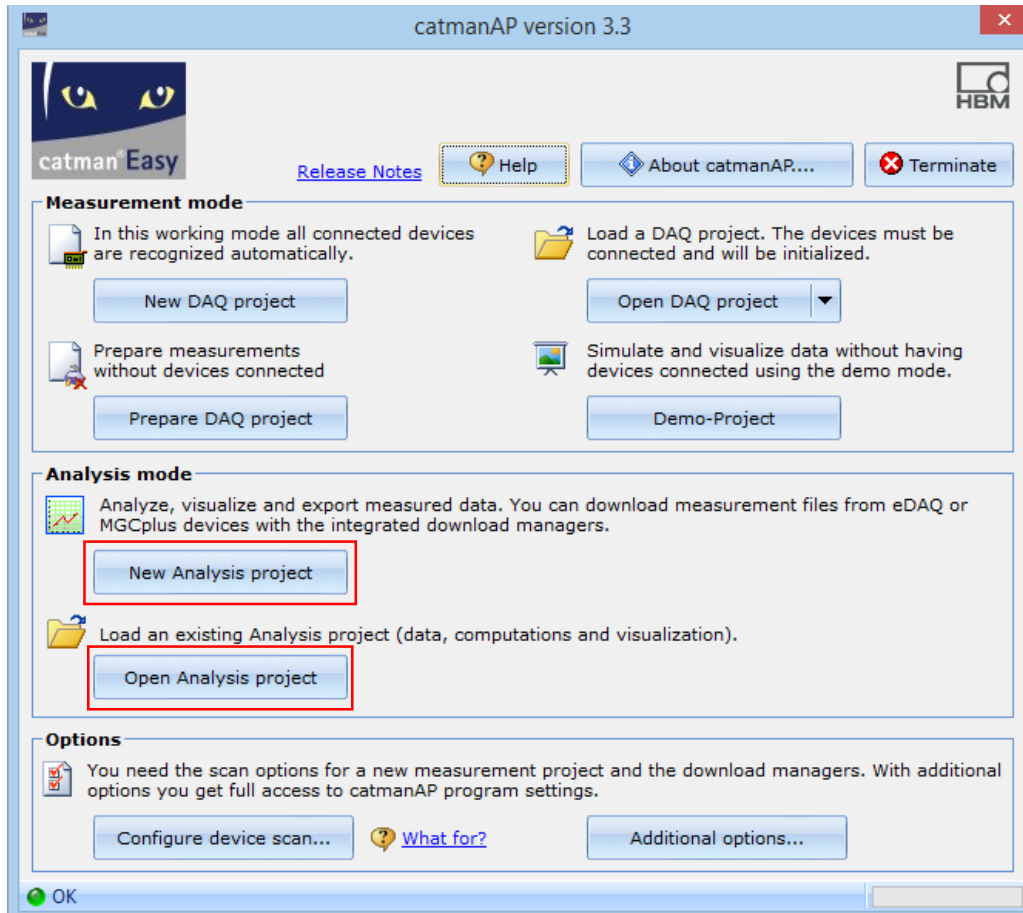 catmanAP version 3.3
HBM
catman®Easy
Release Notes
Help
About catmanAP....
Terminate
Measurement mode
In this working mode all connected devices
are recognized automatically.
New DAQ project
Load a DAQ project. The devices must be
connected and will be initialized.
Open DAQ project
Prepare measurements
without devices connected
Prepare DAQ project
Simulate and visualize data without having
devices connected using the demo mode.
Demo-Project
Analysis mode
Analyze, visualize and export measured data. You can download measurement files from eDAQ or
MGCplus devices with the integrated download managers.
New Analysis project
Load an existing Analysis project (data, computations and visualization).
Open Analysis project
Options
You need the scan options for a new measurement project and the download managers. With additional
options you get full access to catmanAP program settings.
Configure device scan...
What for?
Additional options...
OK